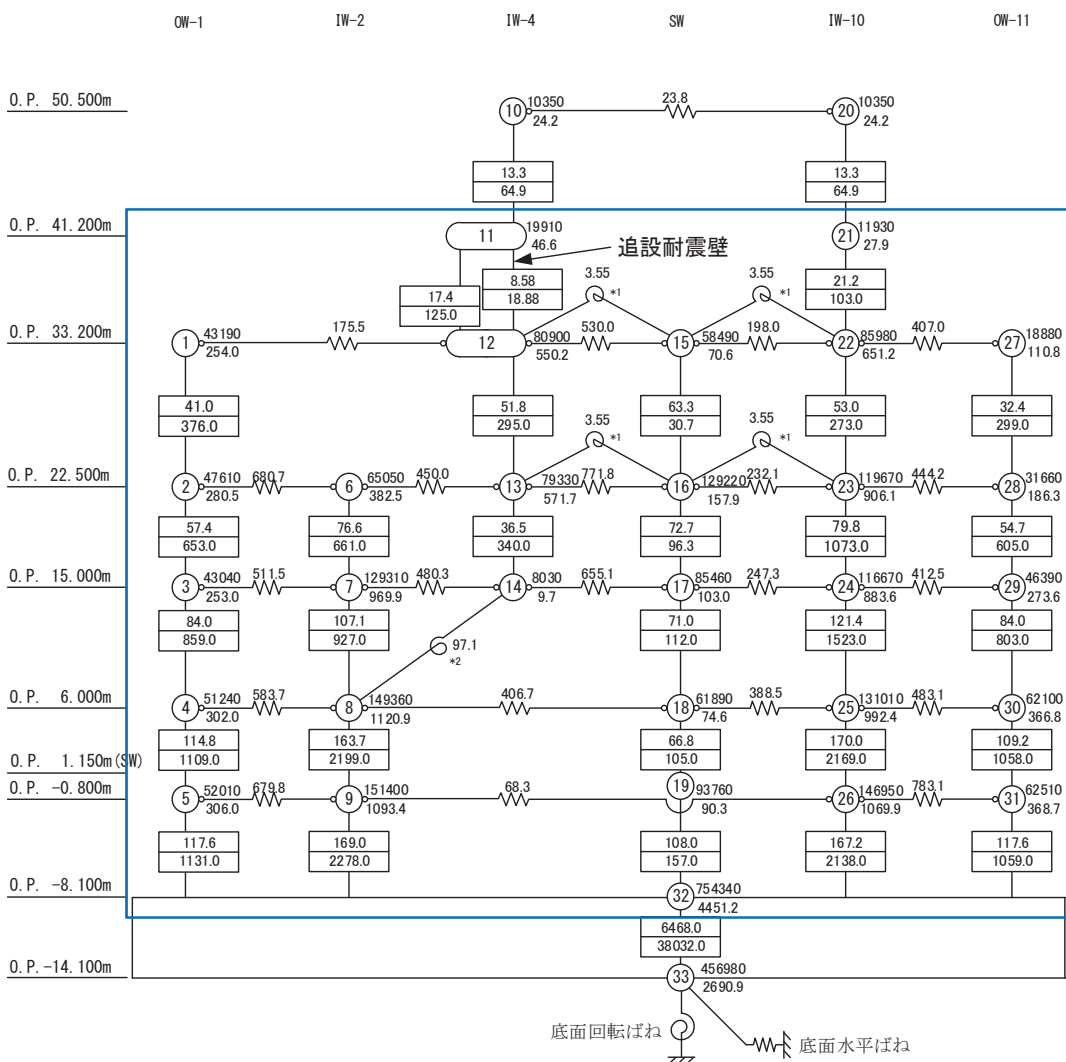 OW-1 IW-2 IW-4 SW IW-10 OW-11
O.P. 50.500m 10 10350 23.8 20 10350
24.2 24.2
13.3 13.3
64.9 64.9
O.P. 41.200m 11 19910 21 11930
46.6 追設耐震壁 27.9
8.58 3.55 3.55 21.2
17.4 18.88 *1 *1 103.0
125.0
O.P. 33.200m 1 43190 175.5 12 80900 530.0 15 58490 198.0 22 85980 407.0 27 18880
254.0 550.2 70.6 651.2 110.8
41.0 51.8 63.3 53.0 32.4
376.0 295.0 30.7 273.0 299.0
3.55 3.55
*1 *1
O.P. 22.500m 2 47610 680.7 6 65050 450.0 13 79330 771.8 16 129220 232.1 23 119670 444.2 28 31660
280.5 382.5 571.7 157.9 906.1 186.3
57.4 76.6 36.5 72.7 79.8 54.7
653.0 661.0 340.0 96.3 1073.0 605.0
O.P. 15.000m 3 43040 511.5 7 129310 480.3 14 8030 655.1 17 85460 247.3 24 116670 412.5 29 46390
253.0 969.9 9.7 103.0 883.6 273.6
84.0 107.1 71.0 121.4 84.0
859.0 927.0 112.0 1523.0 803.0
97.1
*2
O.P. 6.000m 4 51240 583.7 8 149360 406.7 18 61890 388.5 25 131010 483.1 30 62100
302.0 1120.9 74.6 992.4 366.8
114.8 163.7 66.8 170.0 109.2
1109.0 2199.0 105.0 2169.0 1058.0
O.P. 1.150m(SW) 19
O.P. -0.800m 5 52010 679.8 9 151400 68.3 93760 26 146950 783.1 31 62510
306.0 1093.4 90.3 1069.9 368.7
117.6 169.0 108.0 167.2 117.6
1131.0 2278.0 157.0 2138.0 1059.0
O.P. -8.100m 32 754340
4451.2
6468.0
38032.0
O.P.-14.100m 33 456980
2690.9
底面回転ばね 底面水平ばね